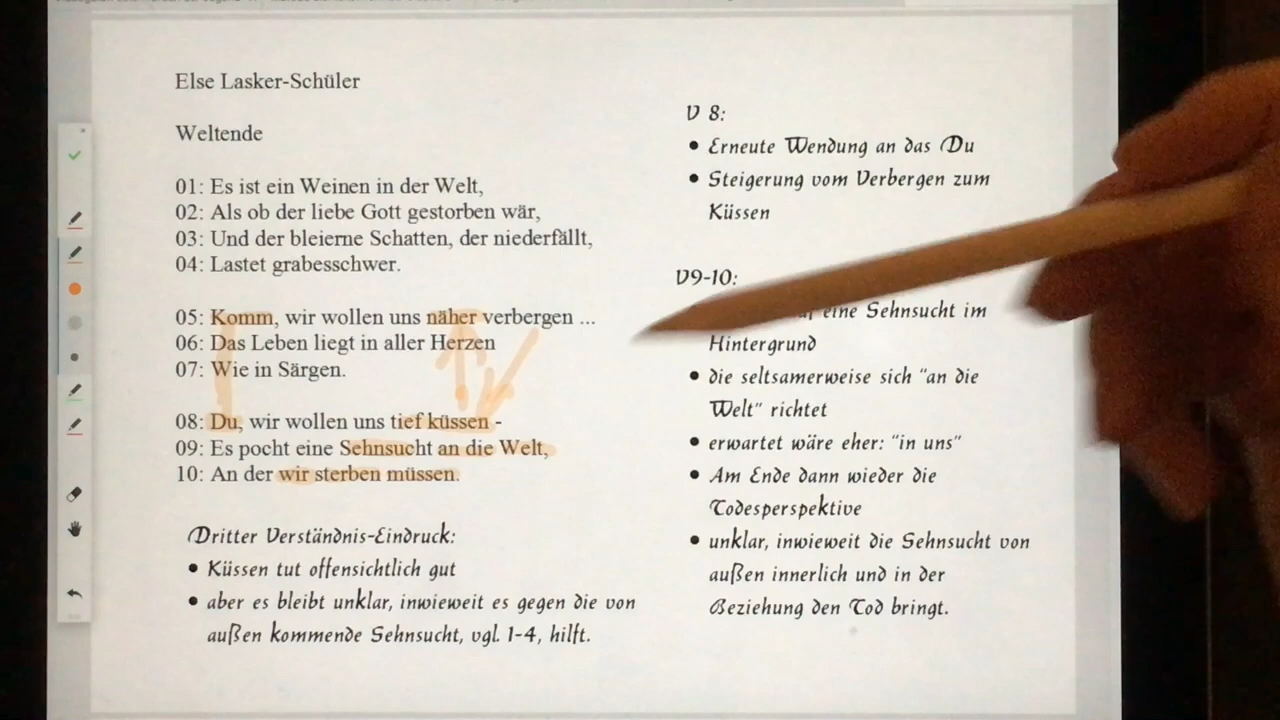 Else Lasker-Schüler
Weltende
01: Es ist ein Weinen in der Welt,
02: Als ob der liebe Gott gestorben wär,
03: Und der bleierne Schatten, der niederfällt,
04: Lastet grabesschwer.
05: Komm, wir wollen uns näher verbergen ...
06: Das Leben liegt in aller Herzen
07: Wie in Särgen.
08: Du, wir wollen uns tief küssen -
09: Es pocht eine Sehnsucht an die Welt,
10: An der wir sterben müssen.
Dritter Verständnis-Eindruck:
• Küssen tut offensichtlich gut
• aber es bleibt unklar, inwieweit es gegen die von
außen kommende Sehnsucht, vgl. 1-4, hilft.
V 8:
• Erneute Wendung an das Du
• Steigerung vom Verbergen zum
Küssen
V9-10:
eine Sehnsucht im
Hintergrund
• die seltsamerweise sich "an die
Welt" richtet
• erwartet wäre eher: "in uns"
• Am Ende dann wieder die
Todesperspektive
• unklar, inwieweit die Sehnsucht von
außen innerlich und in der
Beziehung den Tod bringt.